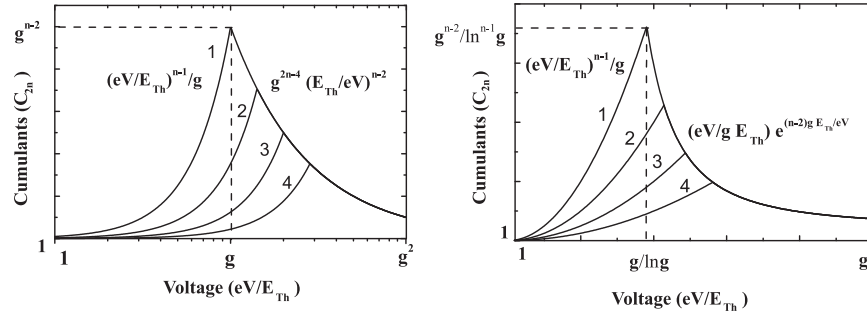 g^{n-2}
(eV/E_{Th})^{n-1}/g
g^{2n-4} (E_{Th}/eV)^{n-2}
1
2
3
4
Cumulants (C_{2n})
1
1
g
g^2
Voltage (eV/E_{Th})
g^{n-2}/ln^{n-1}g
(eV/E_{Th})^{n-1}/g
(eV/g E_{Th}) e^{(n-2)g E_{Th}/eV}
1
2
3
4
Cumulants (C_{2n})
1
1
g/lng
g
Voltage (eV/E_{Th})